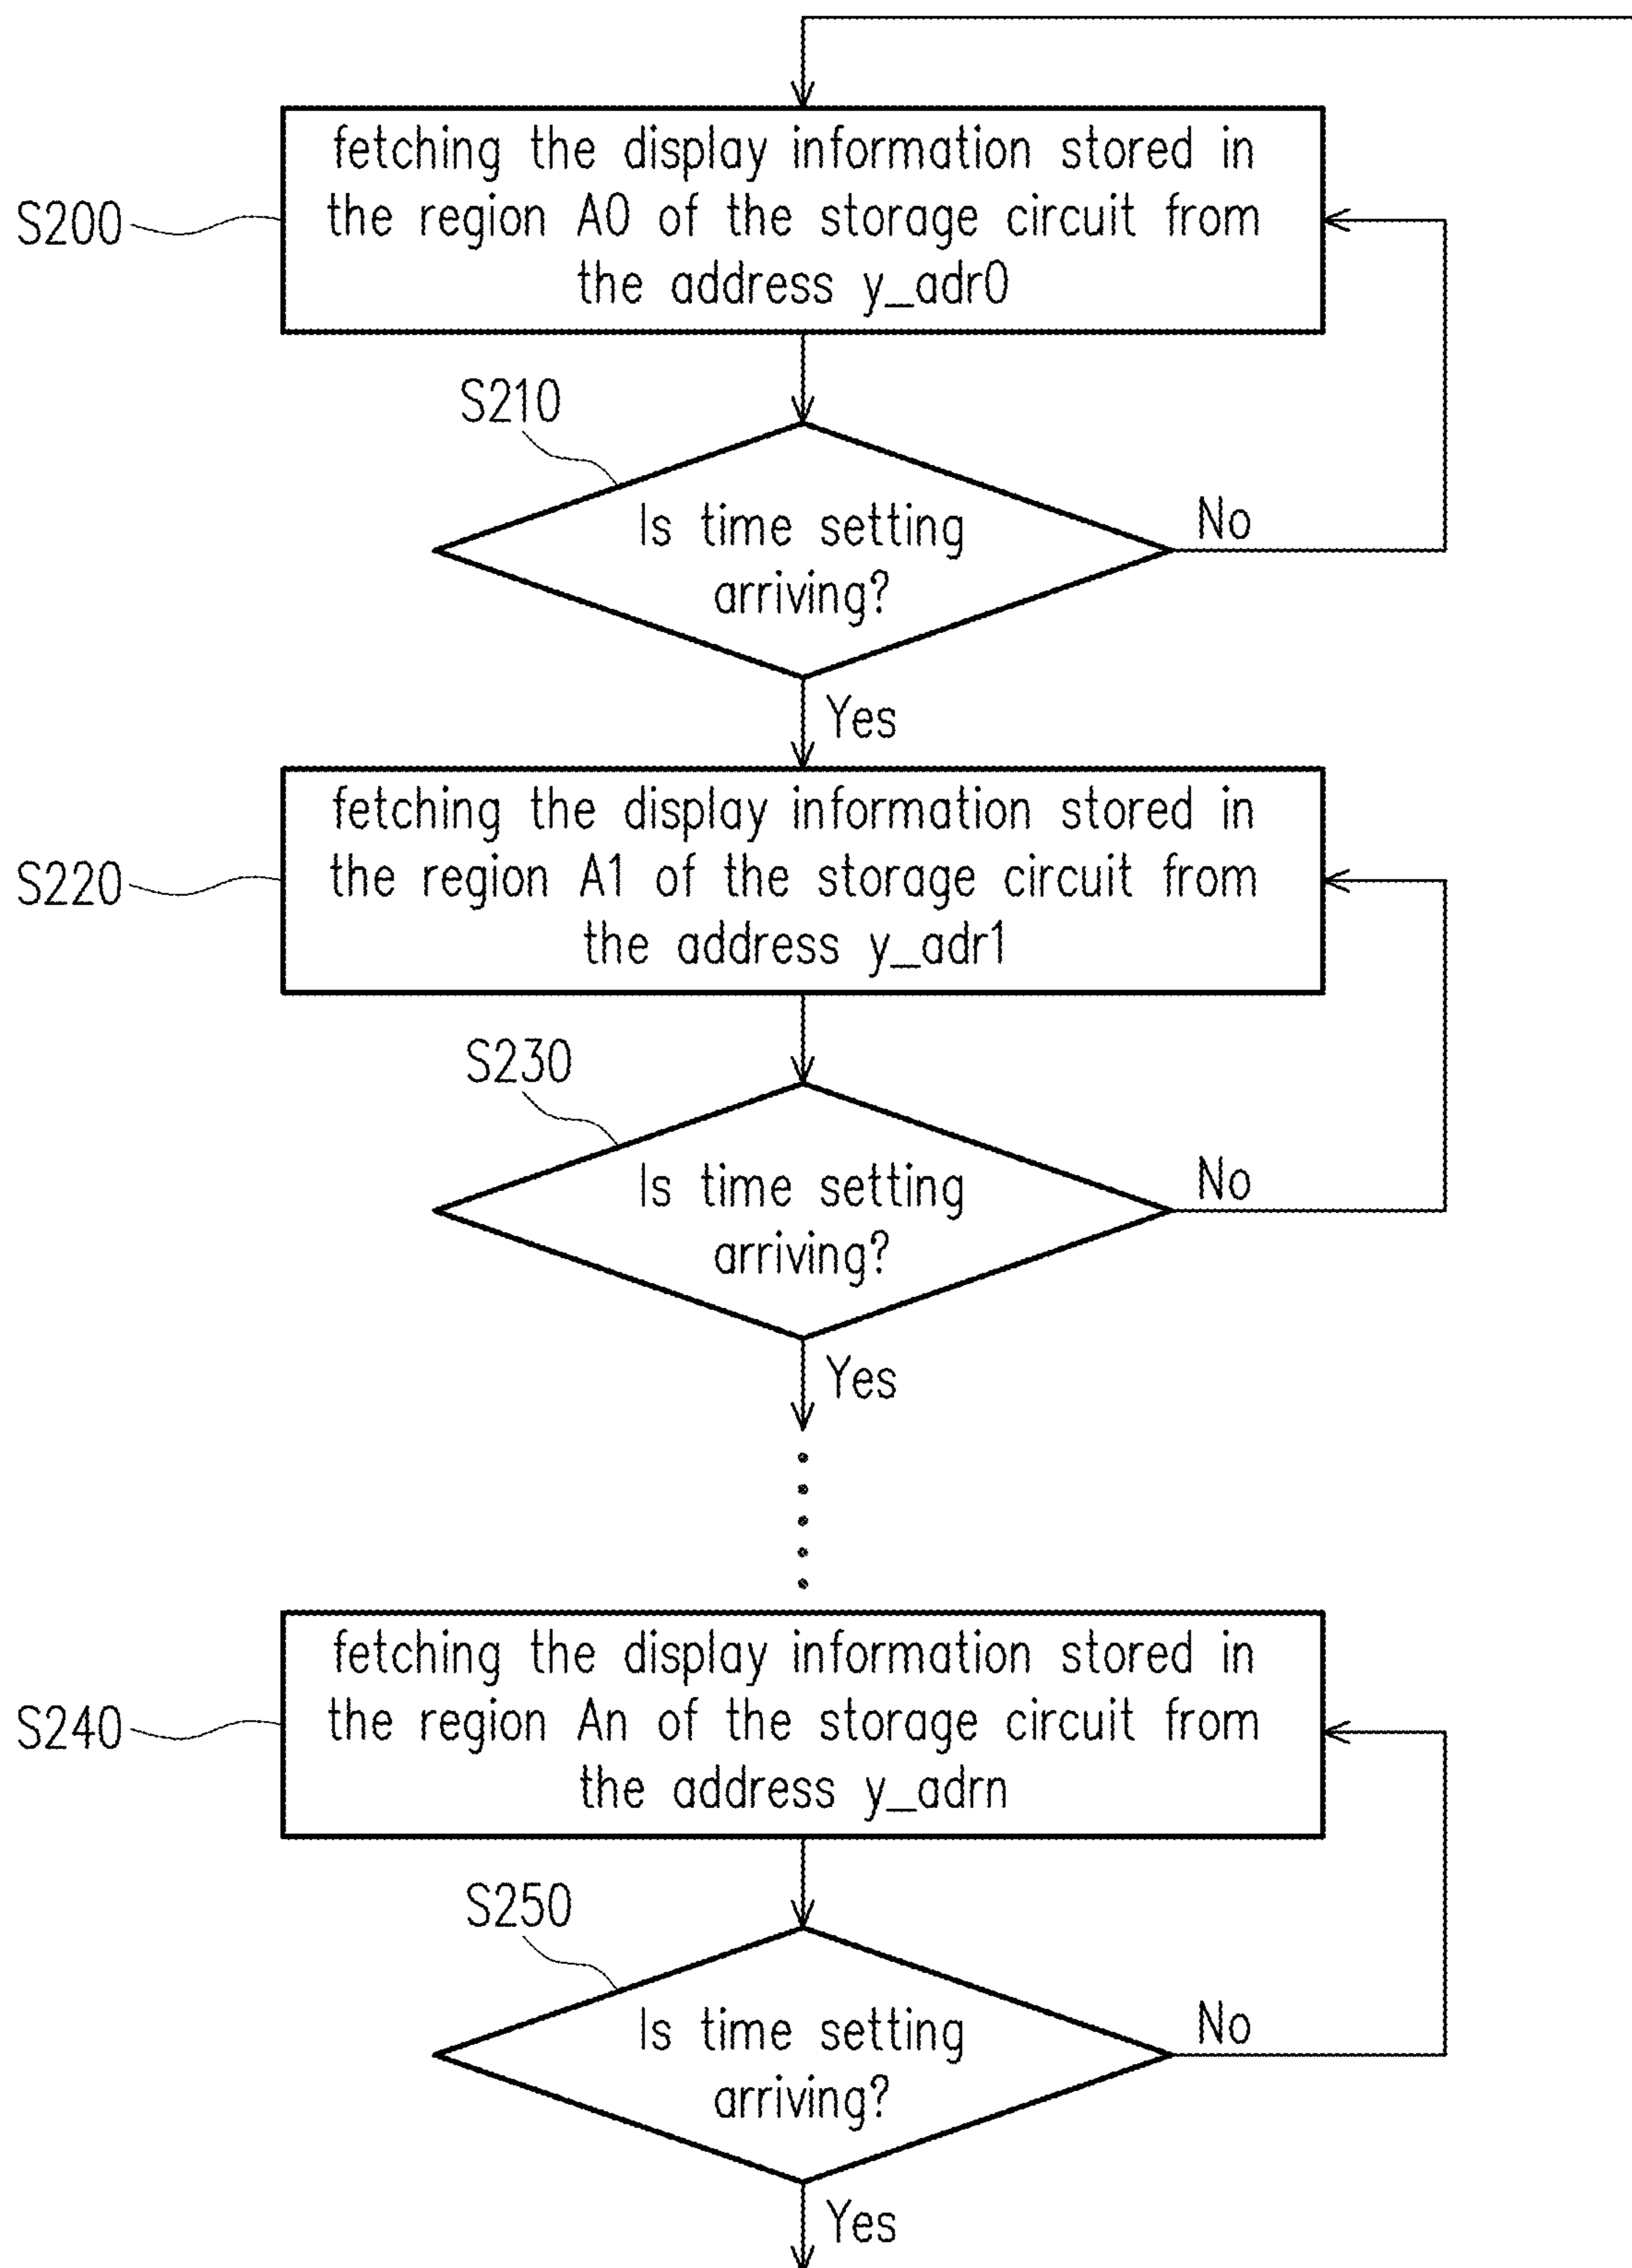 fetching the display information stored in
the region A0 of the storage circuit from
the address y_adr0
S200
S210
Is time setting
arriving?
No
Yes
fetching the display information stored in
the region A1 of the storage circuit from
the address y_adr1
S220
S230
Is time setting
arriving?
No
Yes
fetching the display information stored in
the region An of the storage circuit from
the address y_adrn
S240
S250
Is time setting
arriving?
No
Yes